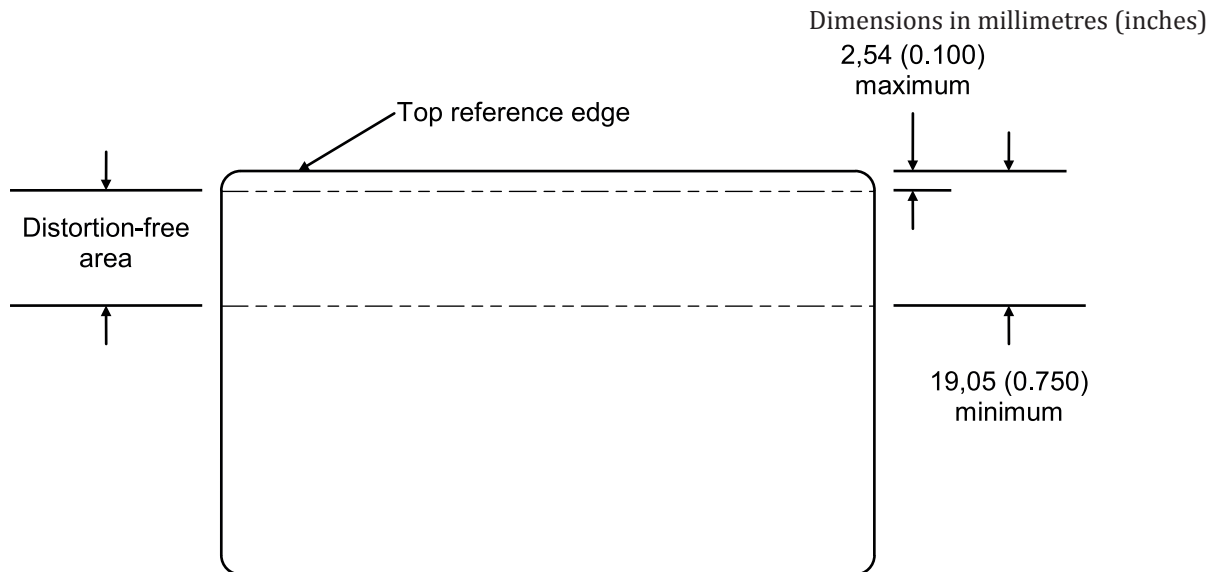 Dimensions in millimetres (inches)
2,54 (0.100)
maximum
Top reference edge
Distortion-free
area
19,05 (0.750)
minimum